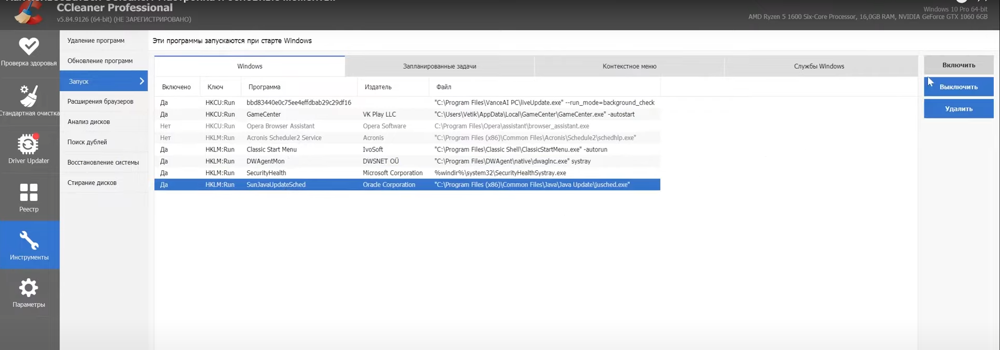 CCleaner Professional
v5.84.9126 (64-bit) (НЕ ЗАРЕГИСТРИРОВАНО)
Windows 10 Pro 64-bit
AMD Ryzen 5 1600 Six-Core Processor, 16,0GB RAM, NVIDIA GeForce GTX 1060 6GB
Проверка здоровья
Стандартная очистка
Driver Updater
Реестр
Инструменты
Параметры
Удаление программ
Обновление программ
Запуск
Расширения браузеров
Анализ дисков
Поиск дублей
Восстановление системы
Стирание дисков
Эти программы запускаются при старте Windows
Windows Запланированные задачи Контекстное меню Службы Windows
Включено Ключ Программа Издатель Файл
Да HKCU:Run bbd83440e0c75ee4effdbab29c29df16 "C:\Program Files\VanceAI PC\liveUpdate.exe" --run_mode=background_check
Да HKCU:Run GameCenter VK Play LLC "C:\Users\Vetik\AppData\Local\GameCenter\GameCenter.exe" -autostart
Нет HKCU:Run Opera Browser Assistant Opera Software C:\Program Files\Opera\assistant\browser_assistant.exe
Нет HKLM:Run Acronis Scheduler2 Service Acronis "C:\Program Files (x86)\Common Files\Acronis\Schedule2\schedhlp.exe"
Да HKLM:Run Classic Start Menu IvoSoft "C:\Program Files\Classic Shell\ClassicStartMenu.exe" -autorun
Да HKLM:Run DWAgentMon DWSNET OÜ "C:\Program Files\DWAgent\native\dwaglnc.exe" systray
Да HKLM:Run SecurityHealth Microsoft Corporation %windir%\system32\SecurityHealthSystray.exe
Да HKLM:Run SunJavaUpdateSched Oracle Corporation "C:\Program Files (x86)\Common Files\Java\Java Update\jusched.exe"
Включить
Выключить
Удалить